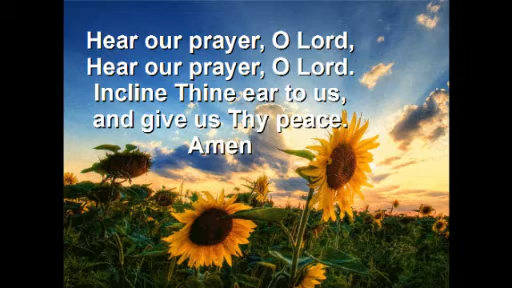 Hear our prayer, O Lord,
Hear our prayer, O Lord.
Incline Thine ear to us,
and give us Thy peace.
Amen